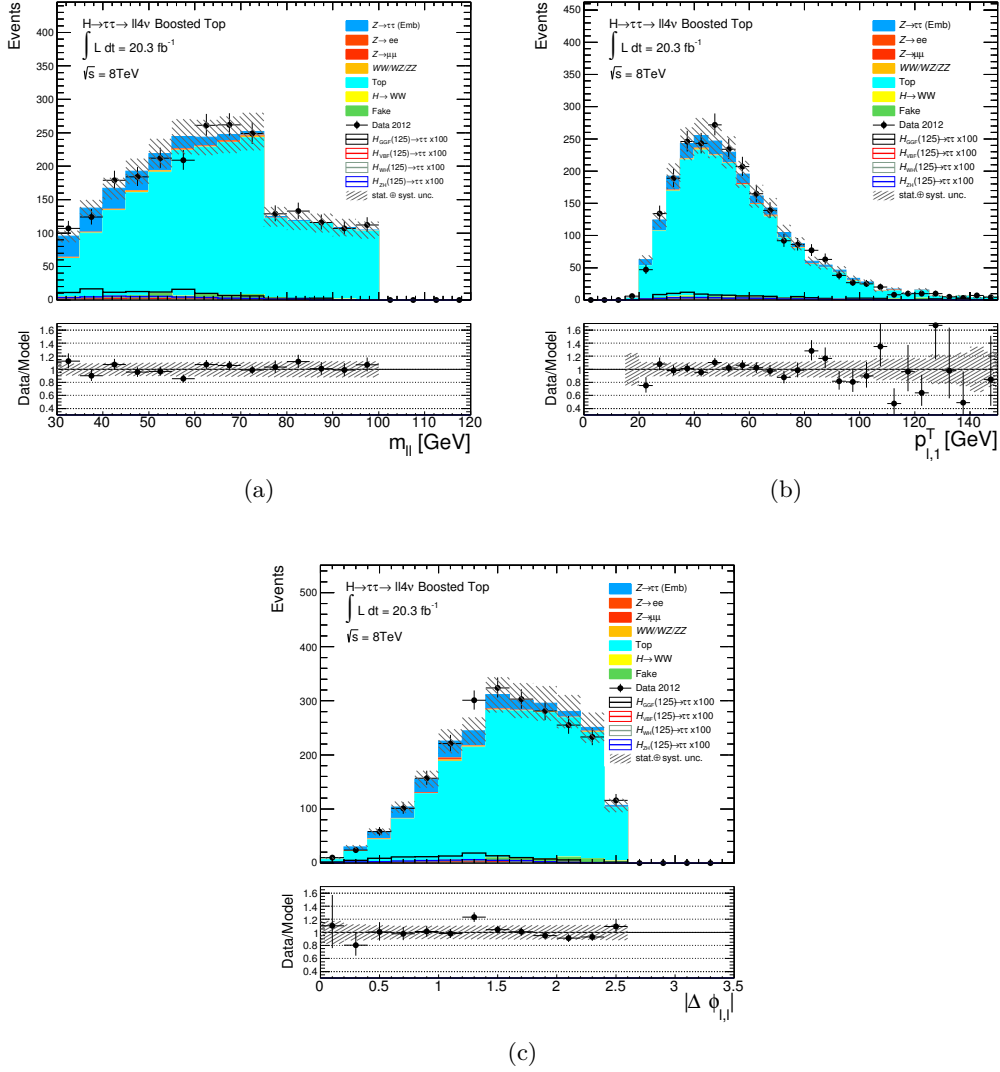 Events
H→ττ→ ll4ν Boosted Top
∫ L dt = 20.3 fb⁻¹
√s = 8TeV
Z→ττ (Emb)
Z→ee
Z→μμ
WW/WZ/ZZ
Top
H→WW
Fake
Data 2012
H_GGF(125)→ττ x100
H_VBF(125)→ττ x100
H_WH(125)→ττ x100
H_ZH(125)→ττ x100
stat.⊕ syst. unc.
400
350
300
250
200
150
100
50
0
Data/Model
1.6
1.4
1.2
1
0.8
0.6
0.4
30 40 50 60 70 80 90 100 110 120
m_ll [GeV]
(a)
Events
H→ττ→ ll4ν Boosted Top
∫ L dt = 20.3 fb⁻¹
√s = 8TeV
Z→ττ (Emb)
Z→ee
Z→μμ
WW/WZ/ZZ
Top
H→WW
Fake
Data 2012
H_GGF(125)→ττ x100
H_VBF(125)→ττ x100
H_WH(125)→ττ x100
H_ZH(125)→ττ x100
stat.⊕ syst. unc.
450
400
350
300
250
200
150
100
50
0
Data/Model
1.6
1.4
1.2
1
0.8
0.6
0.4
0 20 40 60 80 100 120 140
p^T_l,1 [GeV]
(b)
Events
H→ττ→ ll4ν Boosted Top
∫ L dt = 20.3 fb⁻¹
√s = 8TeV
Z→ττ (Emb)
Z→ee
Z→μμ
WW/WZ/ZZ
Top
H→WW
Fake
Data 2012
H_GGF(125)→ττ x100
H_VBF(125)→ττ x100
H_WH(125)→ττ x100
H_ZH(125)→ττ x100
stat.⊕ syst. unc.
500
400
300
200
100
0
Data/Model
1.6
1.4
1.2
1
0.8
0.6
0.4
0 0.5 1 1.5 2 2.5 3 3.5
|Δ ϕ_l,l|
(c)